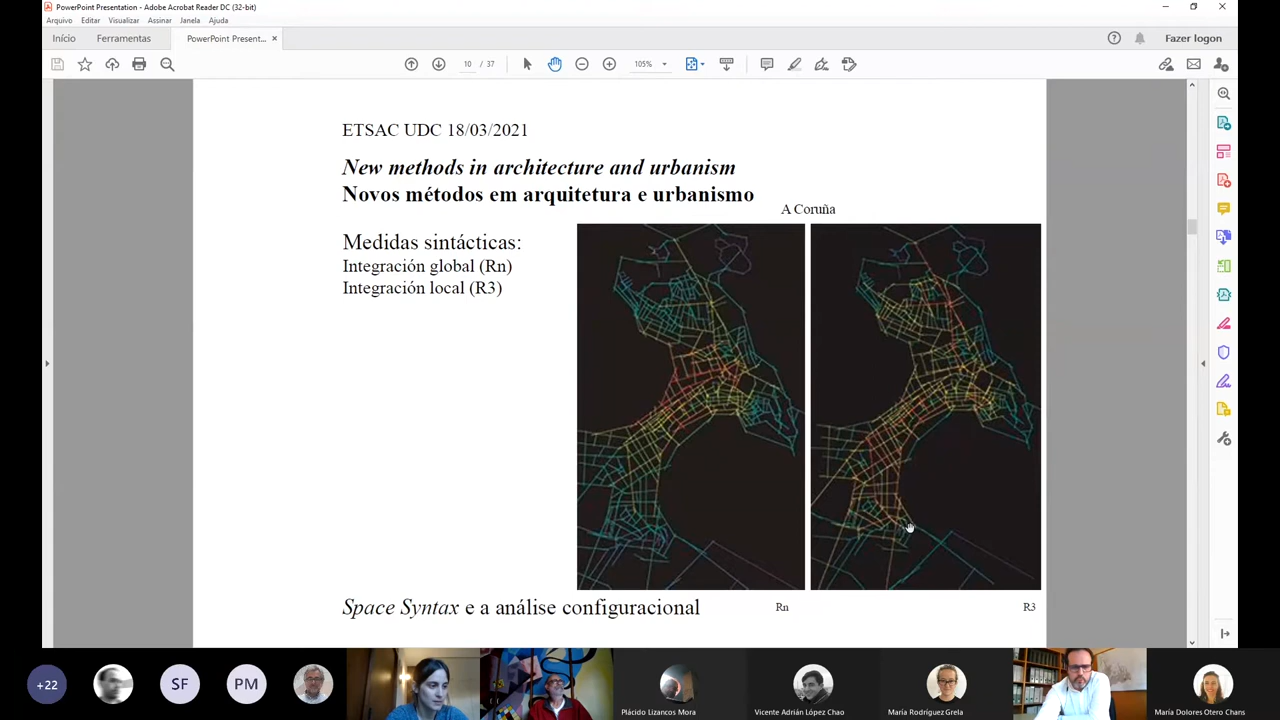 PowerPoint Presentation - Adobe Acrobat Reader DC (32-bit)
Arquivo Editar Visualizar Assinar Janela Ajuda
Início Ferramentas PowerPoint Present... × Fazer logon
10 / 37 105%
ETSAC UDC 18/03/2021
New methods in architecture and urbanism
Novos métodos em arquitetura e urbanismo
A Coruña
Medidas sintácticas:
Integración global (Rn)
Integración local (R3)
Space Syntax e a análise configuracional
Rn R3
+22 SF PM
Plácido Lizancos Mora Vicente Adrián López Chao María Rodríguez Grela María Dolores Otero Chans